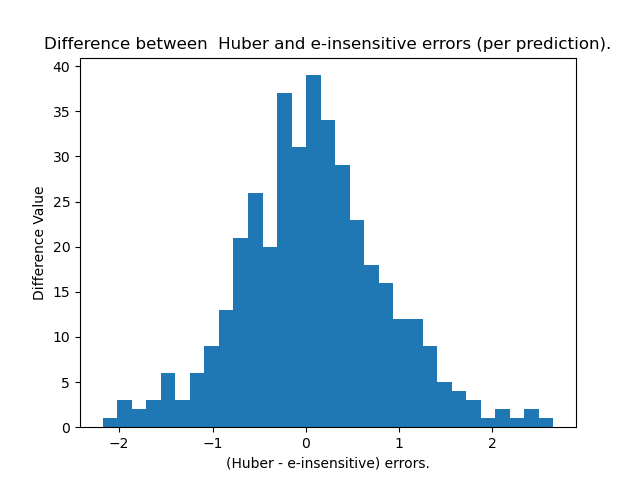 Difference between  Huber and e-insensitive errors (per prediction).
40
35
30
25
20
15
10
5
0
Difference Value
−2 −1 0 1 2
(Huber - e-insensitive) errors.